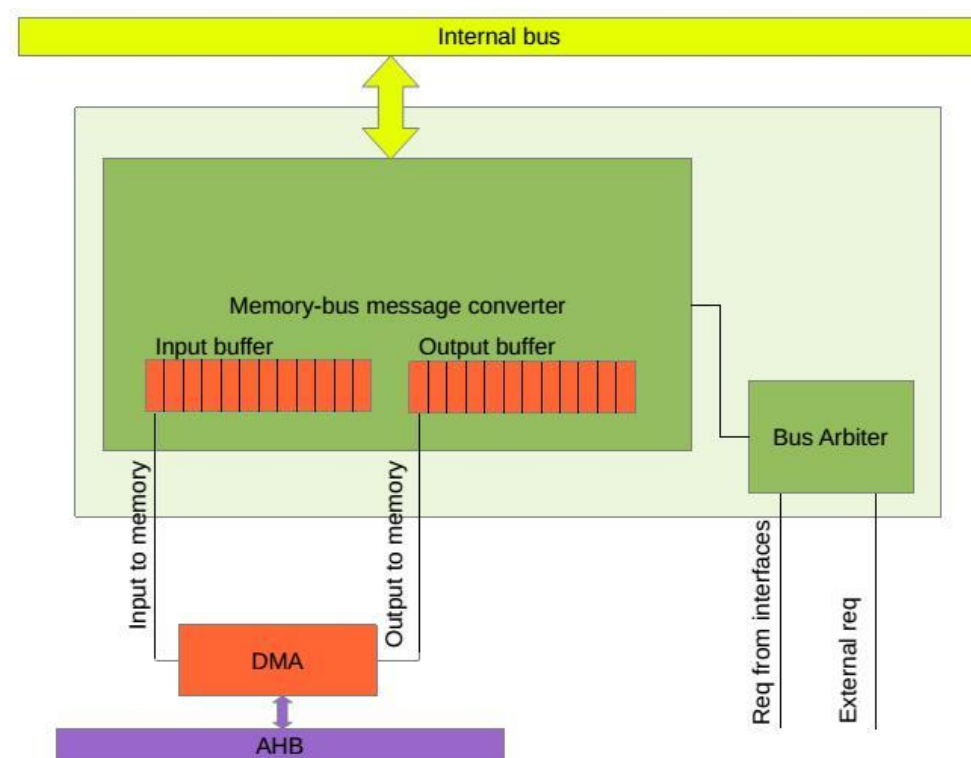 Internal bus
Memory-bus message converter
Input buffer
Output buffer
Bus Arbiter
Input to memory
Output to memory
Req from interfaces
External req
DMA
AHB